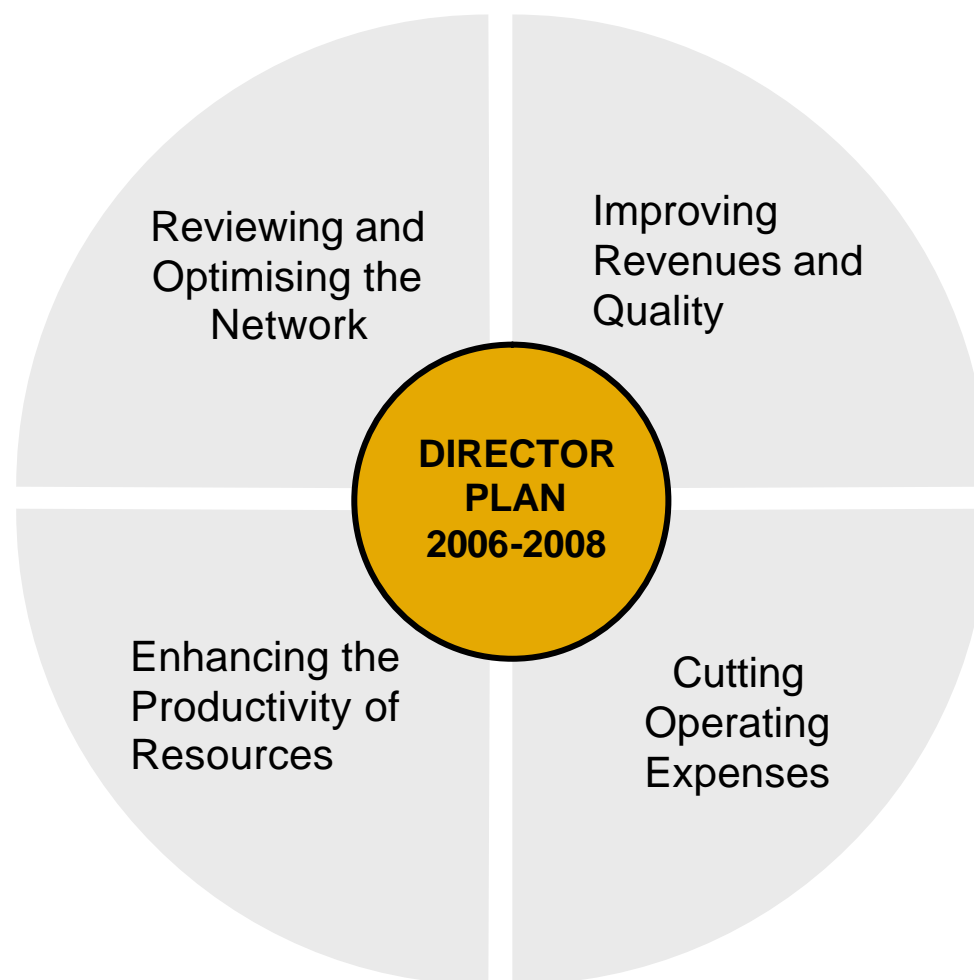 Reviewing and
Optimising the
Network
Improving
Revenues and
Quality
DIRECTOR
PLAN
2006-2008
Enhancing the
Productivity of
Resources
Cutting
Operating
Expenses